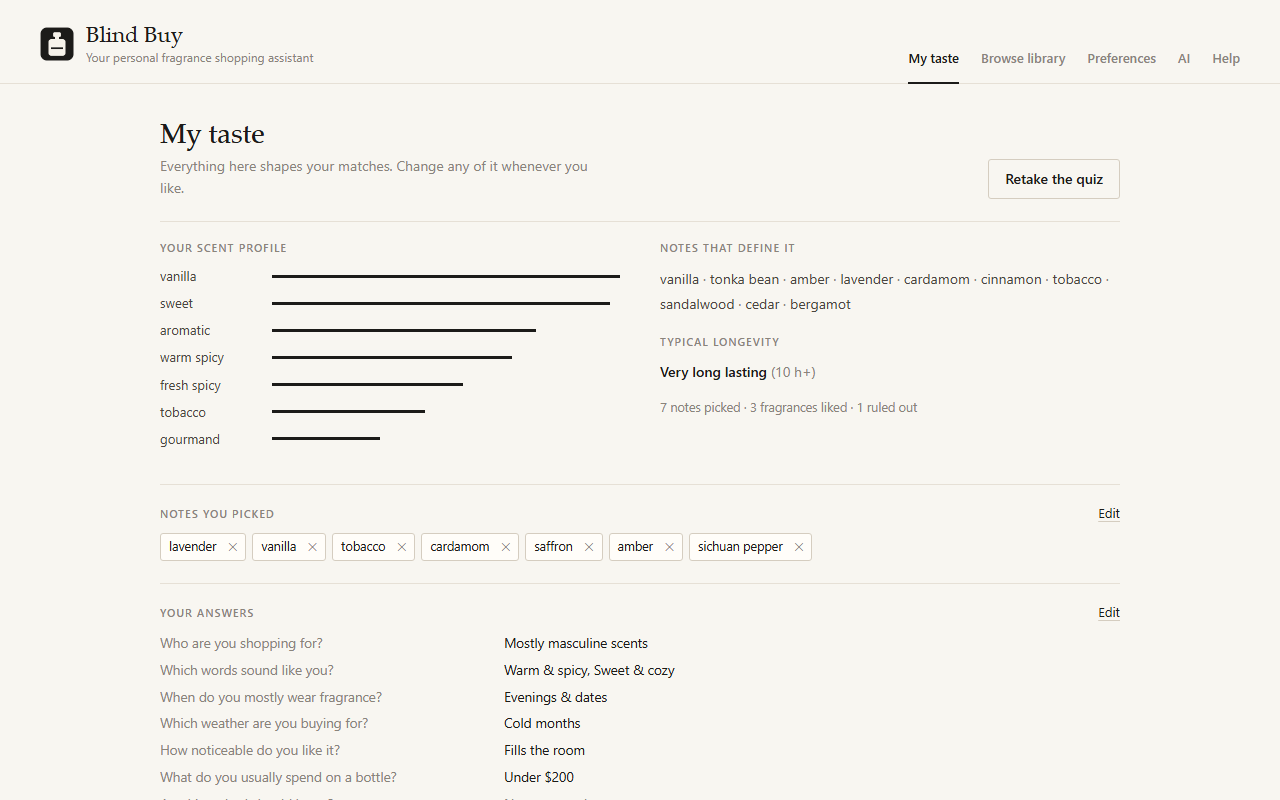 Blind Buy
Your personal fragrance shopping assistant
My taste
Browse library
Preferences
AI
Help
My taste
Everything here shapes your matches. Change any of it whenever you
like.
Retake the quiz
YOUR SCENT PROFILE
vanilla
sweet
aromatic
warm spicy
fresh spicy
tobacco
gourmand
NOTES THAT DEFINE IT
vanilla · tonka bean · amber · lavender · cardamom · cinnamon · tobacco ·
sandalwood · cedar · bergamot
TYPICAL LONGEVITY
Very long lasting (10 h+)
7 notes picked · 3 fragrances liked · 1 ruled out
NOTES YOU PICKED
Edit
lavender × vanilla × tobacco × cardamom × saffron × amber × sichuan pepper ×
YOUR ANSWERS
Edit
Who are you shopping for? Mostly masculine scents
Which words sound like you? Warm & spicy, Sweet & cozy
When do you mostly wear fragrance? Evenings & dates
Which weather are you buying for? Cold months
How noticeable do you like it? Fills the room
What do you usually spend on a bottle? Under $200